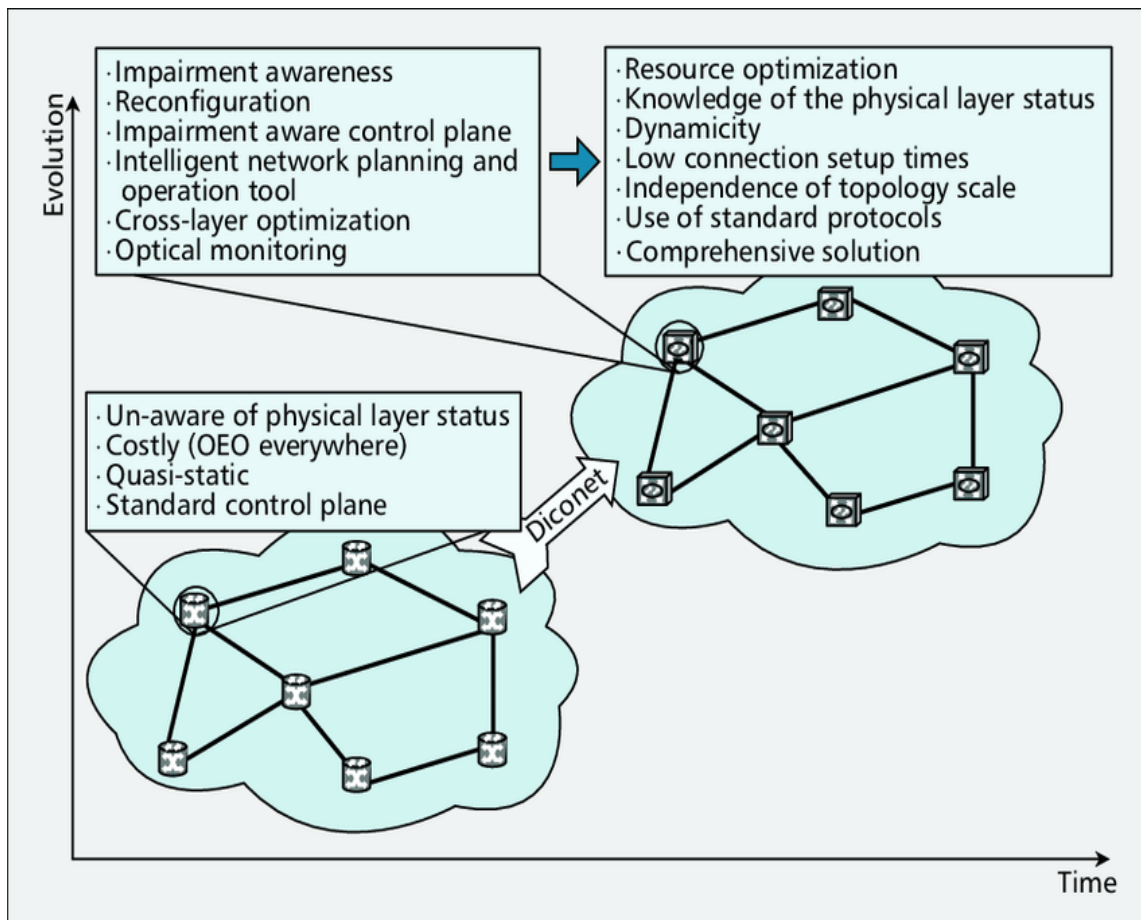 Evolution
· Impairment awareness
· Reconfiguration
· Impairment aware control plane
· Intelligent network planning and
operation tool
· Cross-layer optimization
· Optical monitoring
· Resource optimization
· Knowledge of the physical layer status
· Dynamicity
· Low connection setup times
· Independence of topology scale
· Use of standard protocols
· Comprehensive solution
· Un-aware of physical layer status
· Costly (OEO everywhere)
· Quasi-static
· Standard control plane
Diconet
Time